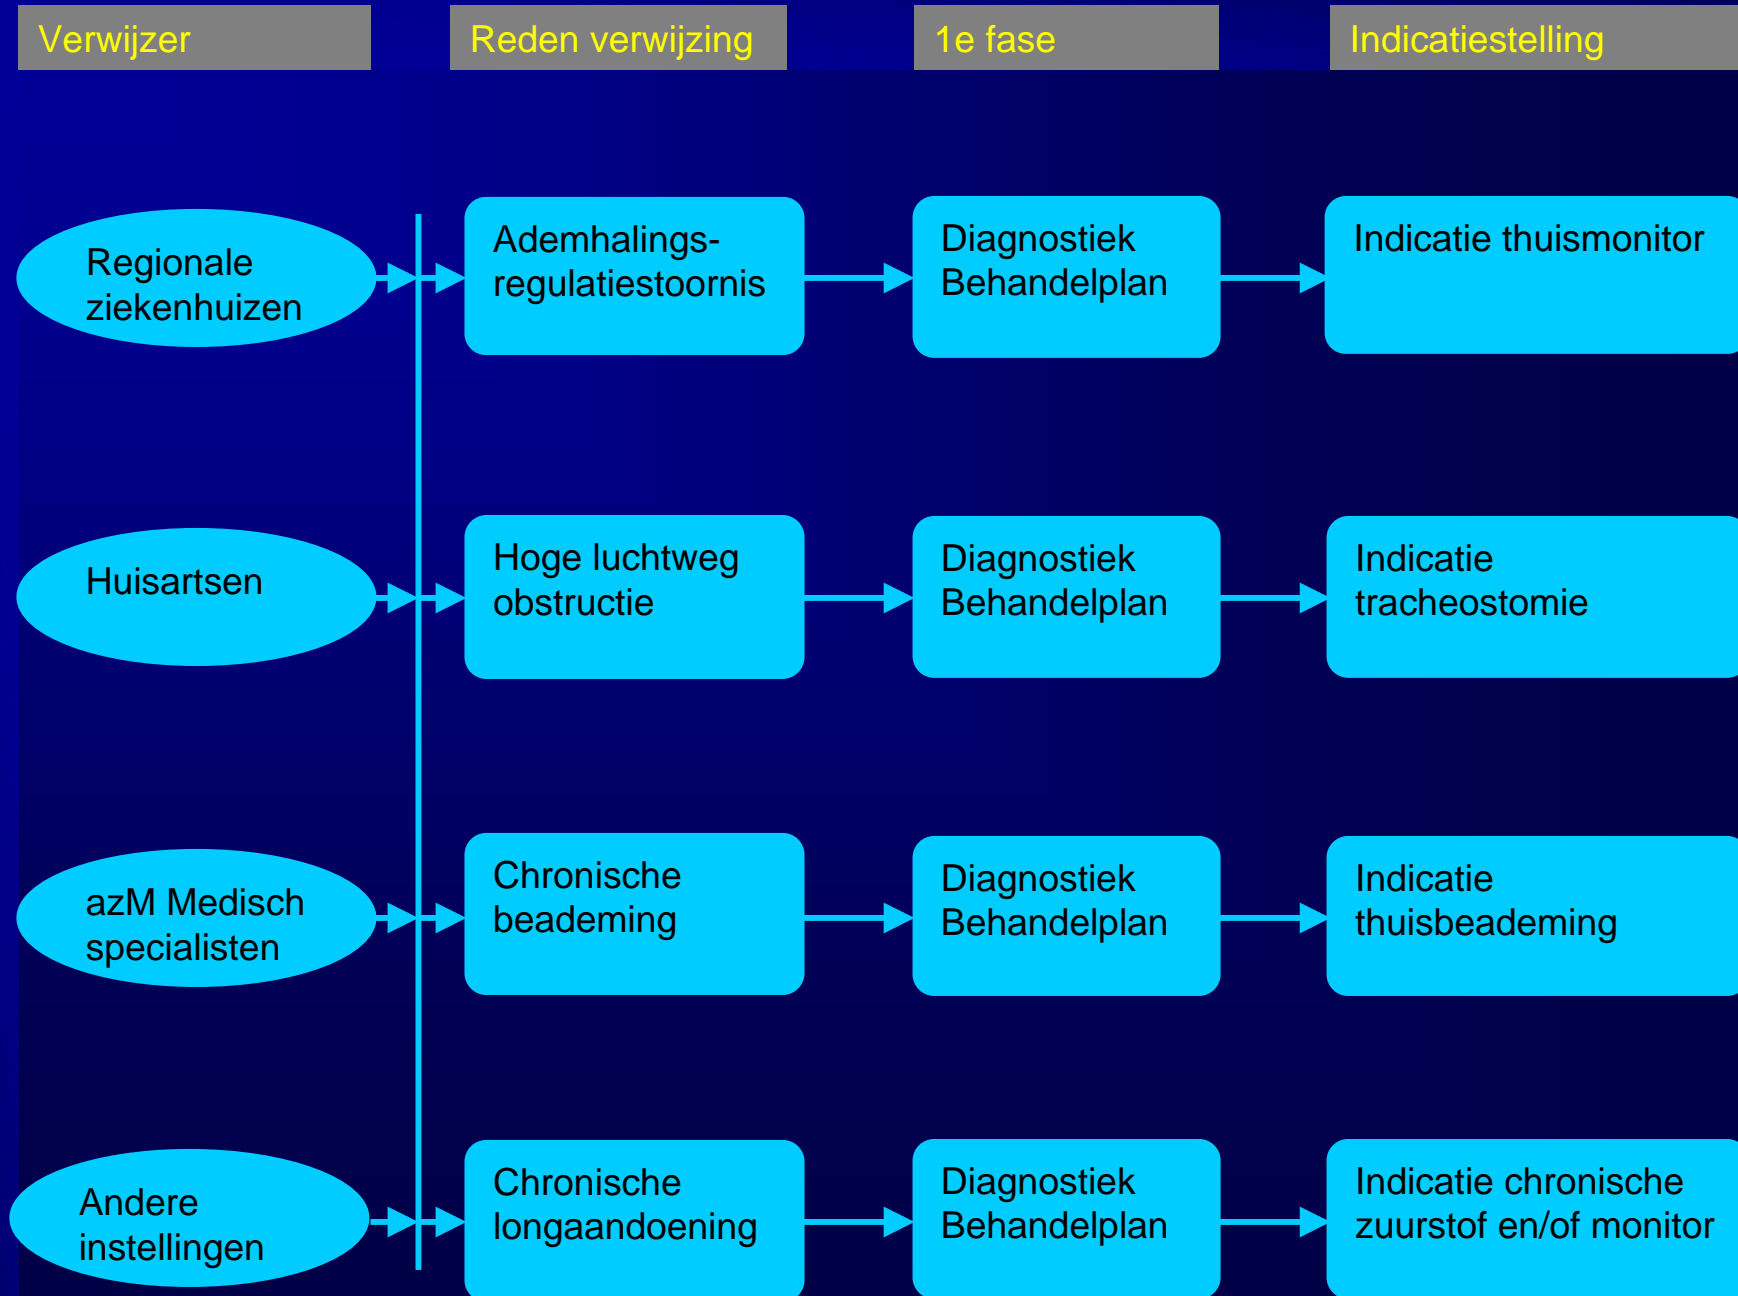 Verwijzer
Reden verwijzing
1e fase
Indicatiestelling
Regionale
ziekenhuizen
Ademhalings-
regulatiestoornis
Diagnostiek
Behandelplan
Indicatie thuismonitor
Huisartsen
Hoge luchtweg
obstructie
Diagnostiek
Behandelplan
Indicatie
tracheostomie
azM Medisch
specialisten
Chronische
beademing
Diagnostiek
Behandelplan
Indicatie
thuisbeademing
Andere
instellingen
Chronische
longaandoening
Diagnostiek
Behandelplan
Indicatie chronische
zuurstof en/of monitor